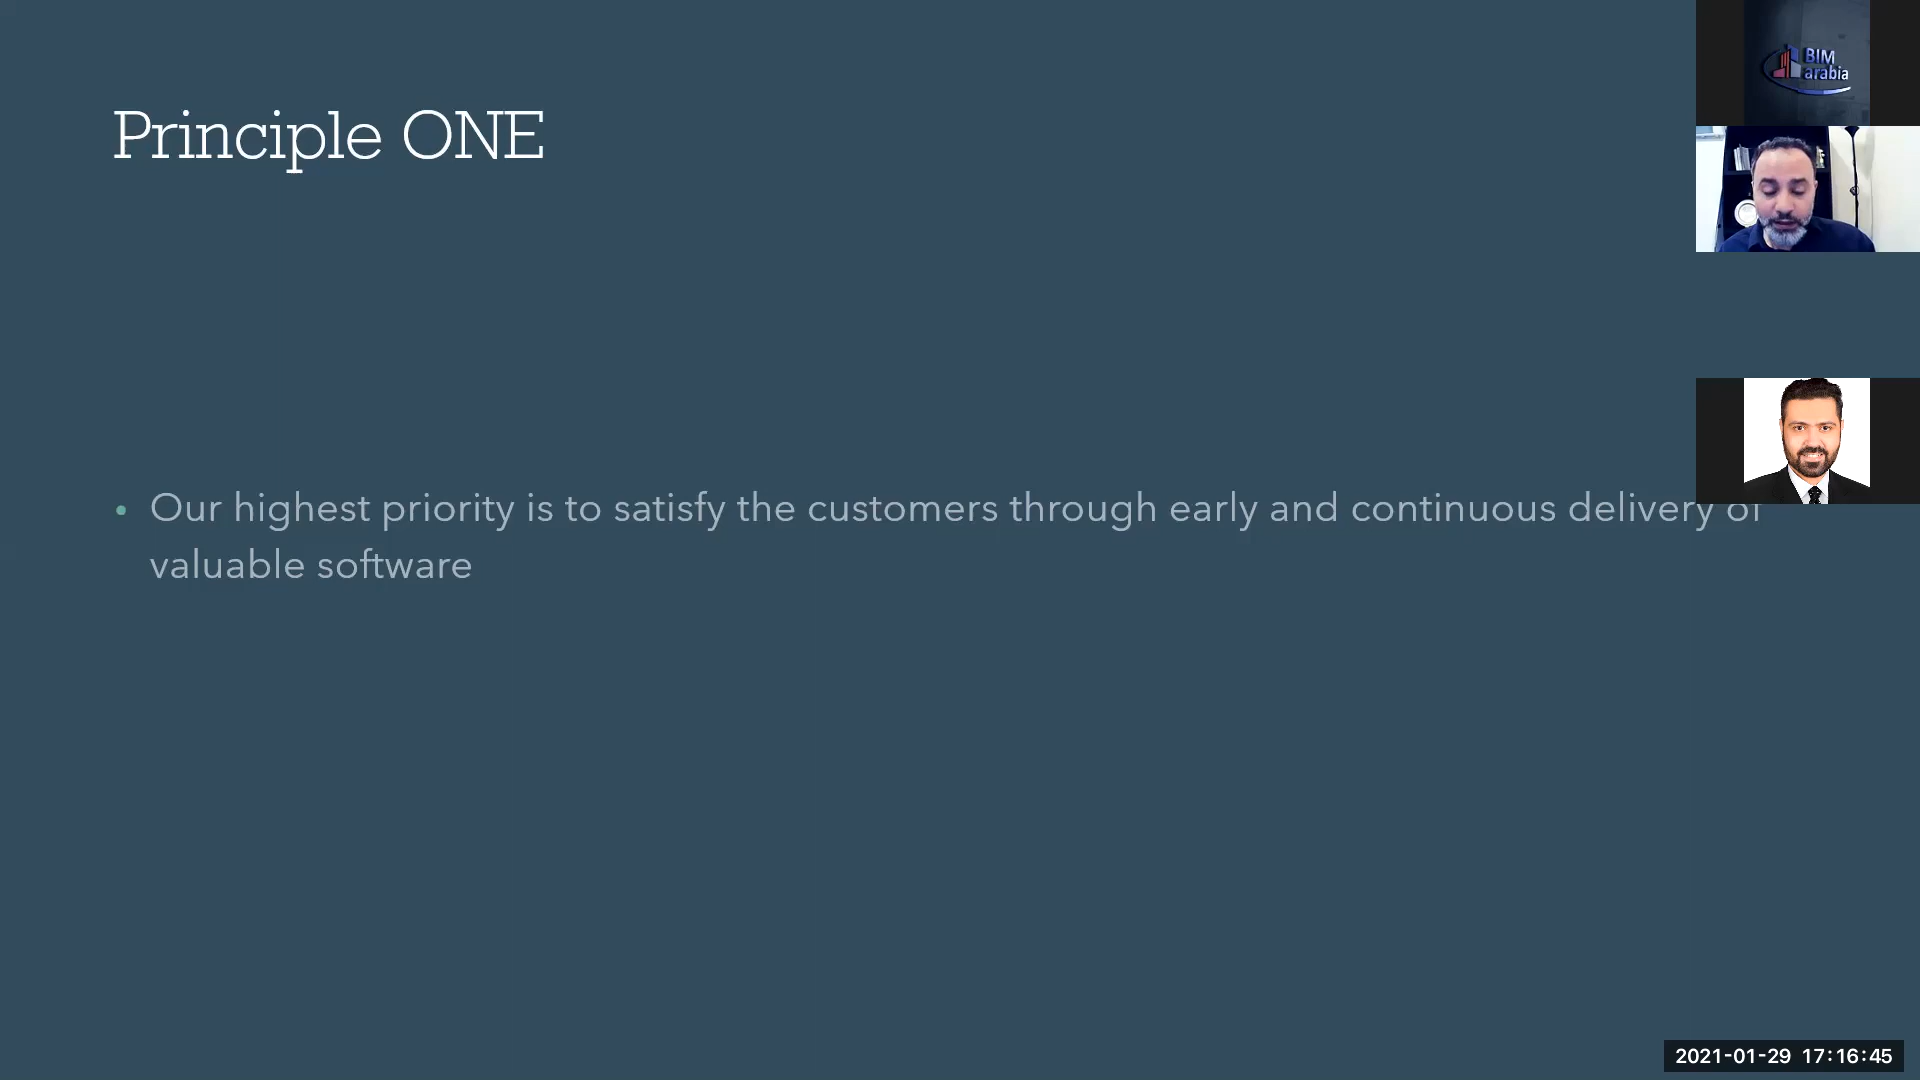 Principle ONE
BIM
arabia
• Our highest priority is to satisfy the customers through early and continuous delivery of
valuable software
2021-01-29 17:16:45